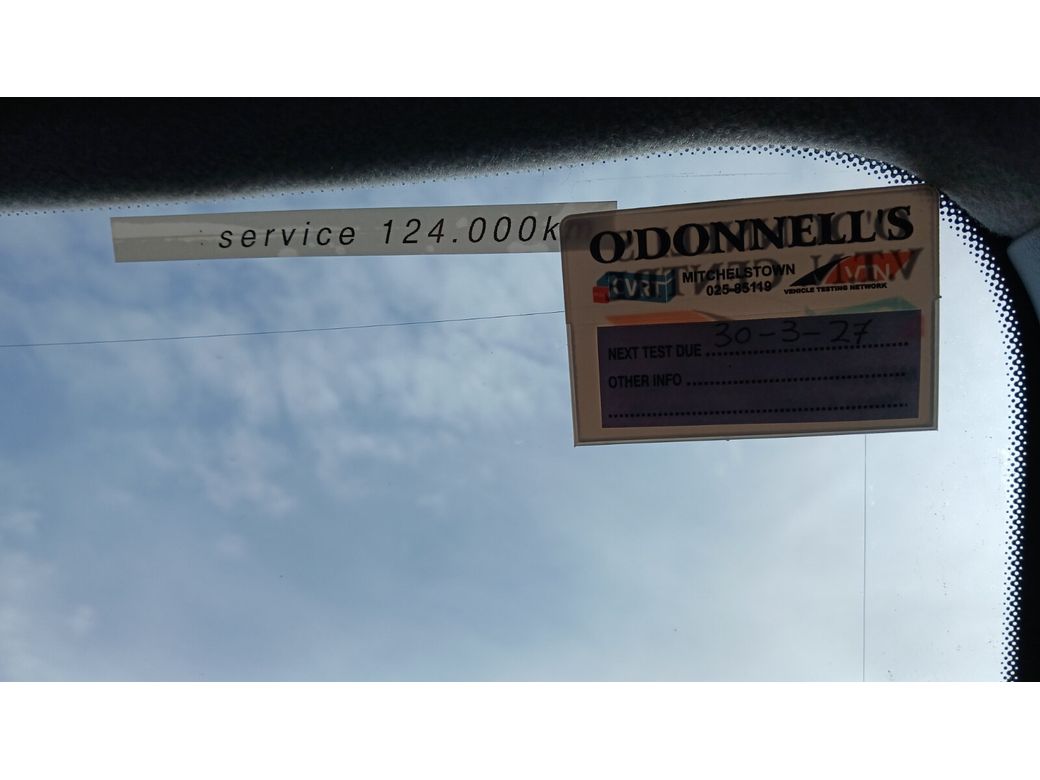 service 124.000km
O'DONNELL'S
CVRT MITCHELSTOWN VTN
025-85119 VEHICLE TESTING NETWORK
NEXT TEST DUE 30-3-27
OTHER INFO